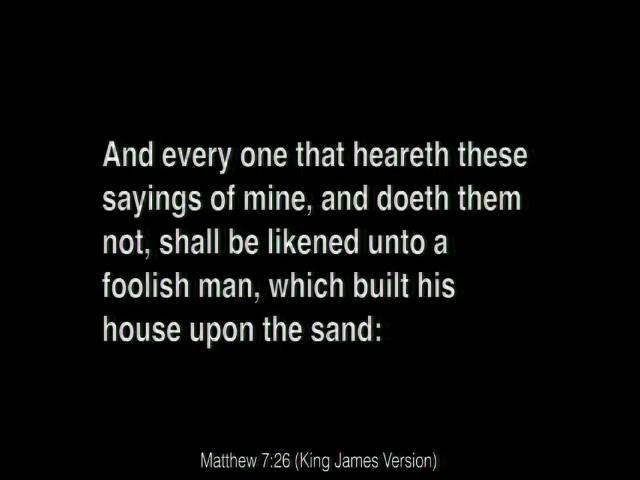 And every one that heareth these
sayings of mine, and doeth them
not, shall be likened unto a
foolish man, which built his
house upon the sand:
Matthew 7:26 (King James Version)